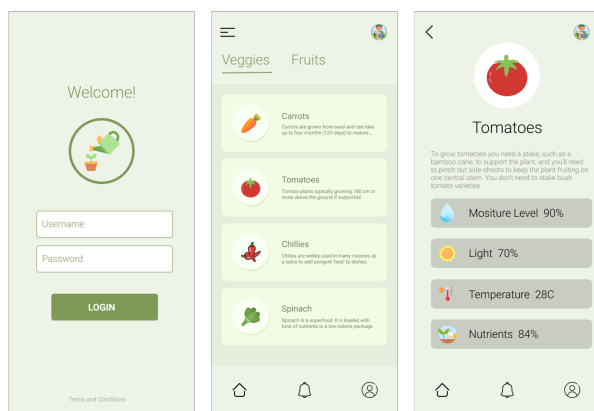 Welcome!
Username
Password
LOGIN
Terms and Conditions
Veggies Fruits
Carrots
Carrots are grown from seed and can take
up to four months (120 days) to mature...
Tomatoes
Tomato plants typically growing 180 cm or
more above the ground if supported
Chillies
Chilies are widely used in many cuisines as
a spice to add pungent 'heat' to dishes.
Spinach
Spinach is a superfood. It is loaded with
tons of nutrients in a low-calorie package.
Tomatoes
To grow tomatoes you need a stake, such as a
bamboo cane, to support the plant, and you'll need
to pinch out side-shoots to keep the plant fruiting on
one central stem. You don't need to stake bush
tomato varieties.
Mositure Level 90%
Light 70%
Temperature 28C
Nutrients 84%